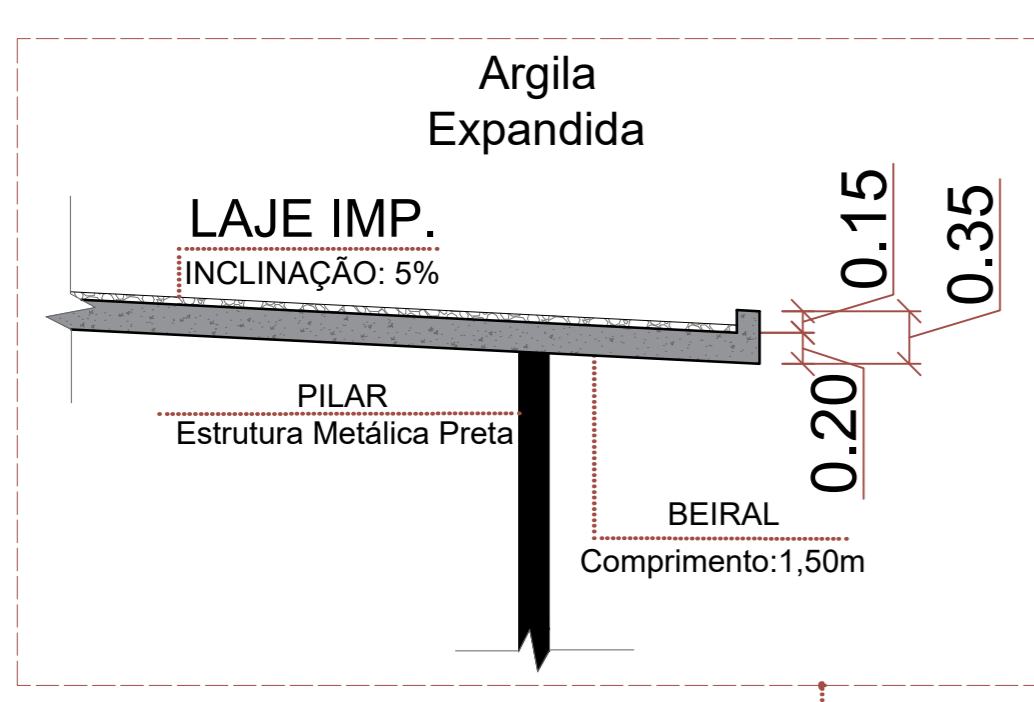 Argila
Expandida
LAJE IMP.
INCLINAÇÃO: 5%
0.15
0.35
0.20
PILAR
Estrutura Metálica Preta
BEIRAL
Comprimento:1,50m